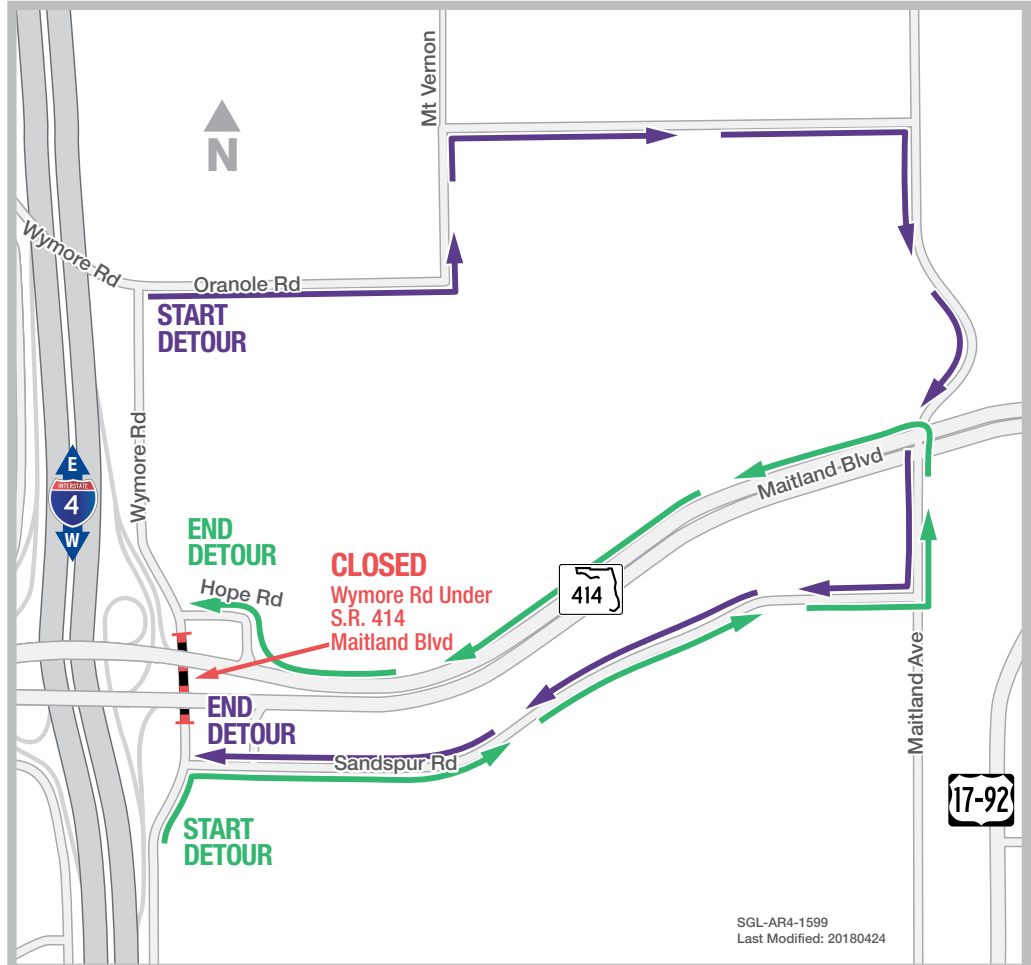 Mt Vernon
N
Wymore Rd
Oranole Rd
START
DETOUR
Wymore Rd
E
INTERSTATE
4
W
Maitland Blvd
END
DETOUR
CLOSED
Wymore Rd Under
S.R. 414
Maitland Blvd
Hope Rd
414
END
DETOUR
Maitland Ave
Sandspur Rd
17-92
START
DETOUR
SGL-AR4-1599
Last Modified: 20180424